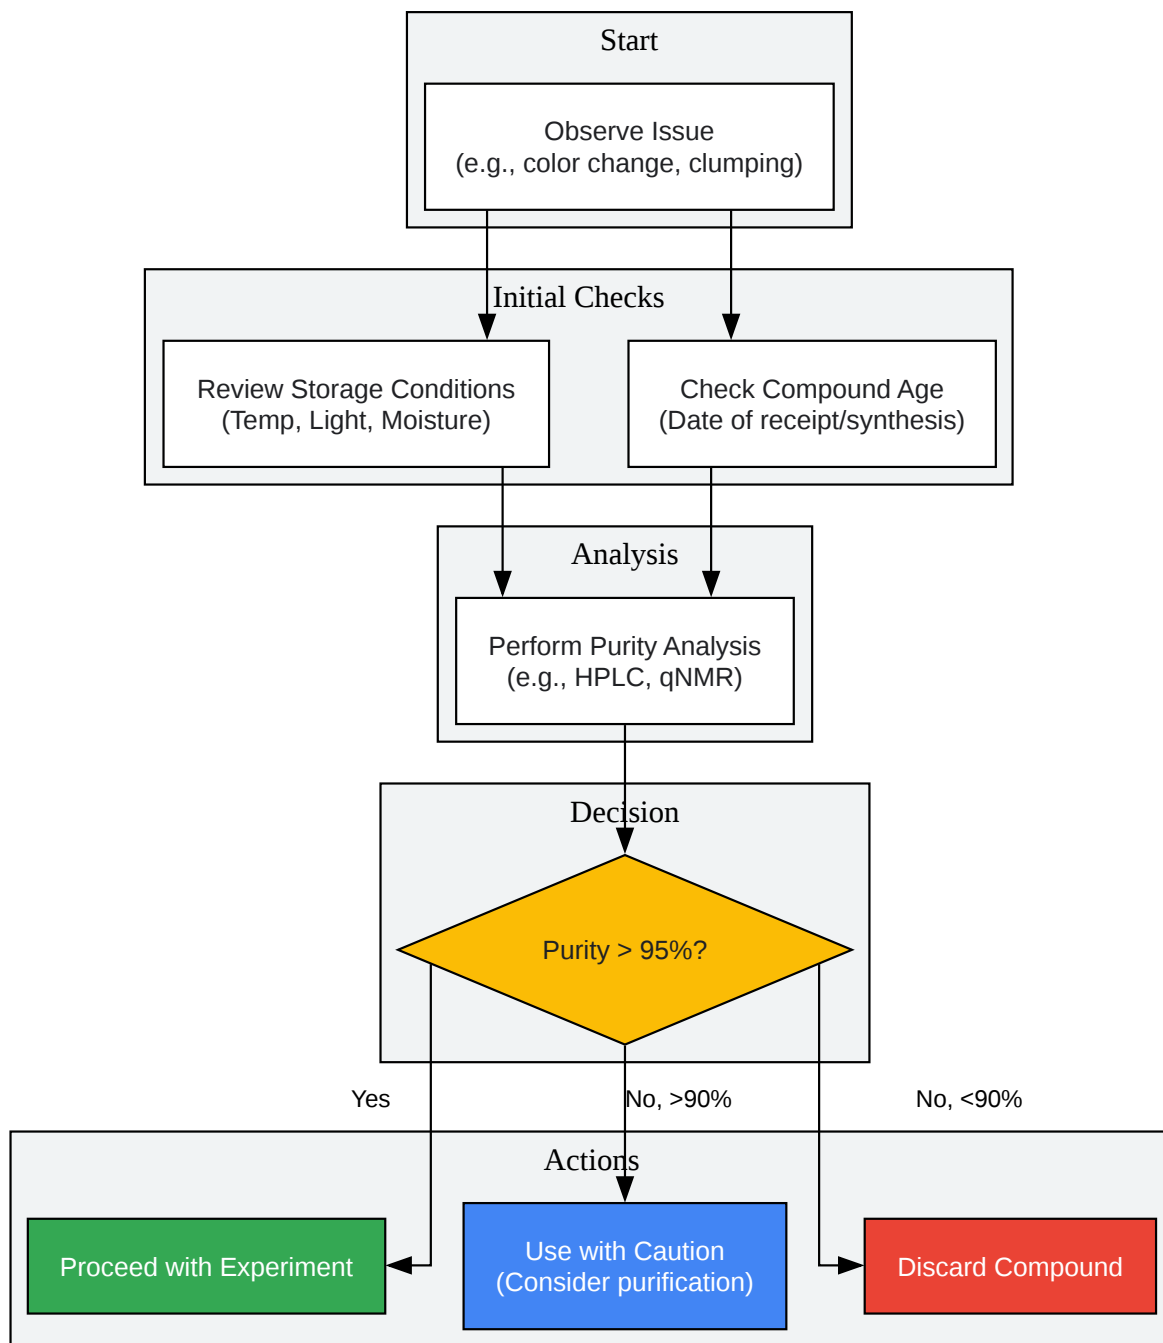 Start
Observe Issue
(e.g., color change, clumping)
Initial Checks
Review Storage Conditions
(Temp, Light, Moisture)
Check Compound Age
(Date of receipt/synthesis)
Analysis
Perform Purity Analysis
(e.g., HPLC, qNMR)
Decision
Purity > 95%?
Yes
No, >90%
No, <90%
Actions
Proceed with Experiment
Use with Caution
(Consider purification)
Discard Compound